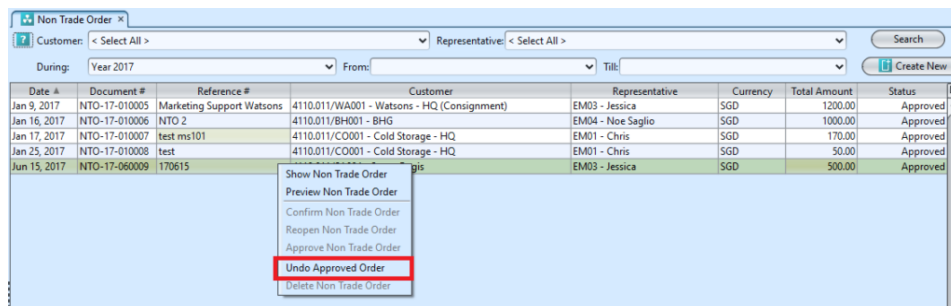 Non Trade Order ×
? Customer: < Select All > Representative: < Select All > Search
During: Year 2017 From: Till: Create New
Date Document # Reference # Customer Representative Currency Total Amount Status
Jan 9, 2017 NTO-17-010005 Marketing Support Watsons 4110.011/WA001 - Watsons - HQ (Consignment) EM03 - Jessica SGD 1200.00 Approved
Jan 16, 2017 NTO-17-010006 NTO 2 4110.011/BH001 - BHG EM04 - Noe Saglio SGD 1000.00 Approved
Jan 17, 2017 NTO-17-010007 test ms101 4110.011/CO001 - Cold Storage - HQ EM01 - Chris SGD 170.00 Approved
Jan 25, 2017 NTO-17-010008 test 4110.011/CO001 - Cold Storage - HQ EM01 - Chris SGD 50.00 Approved
Jun 15, 2017 NTO-17-060009 170615 EM03 - Jessica SGD 500.00 Approved
Show Non Trade Order
Preview Non Trade Order
Confirm Non Trade Order
Reopen Non Trade Order
Approve Non Trade Order
Undo Approved Order
Delete Non Trade Order